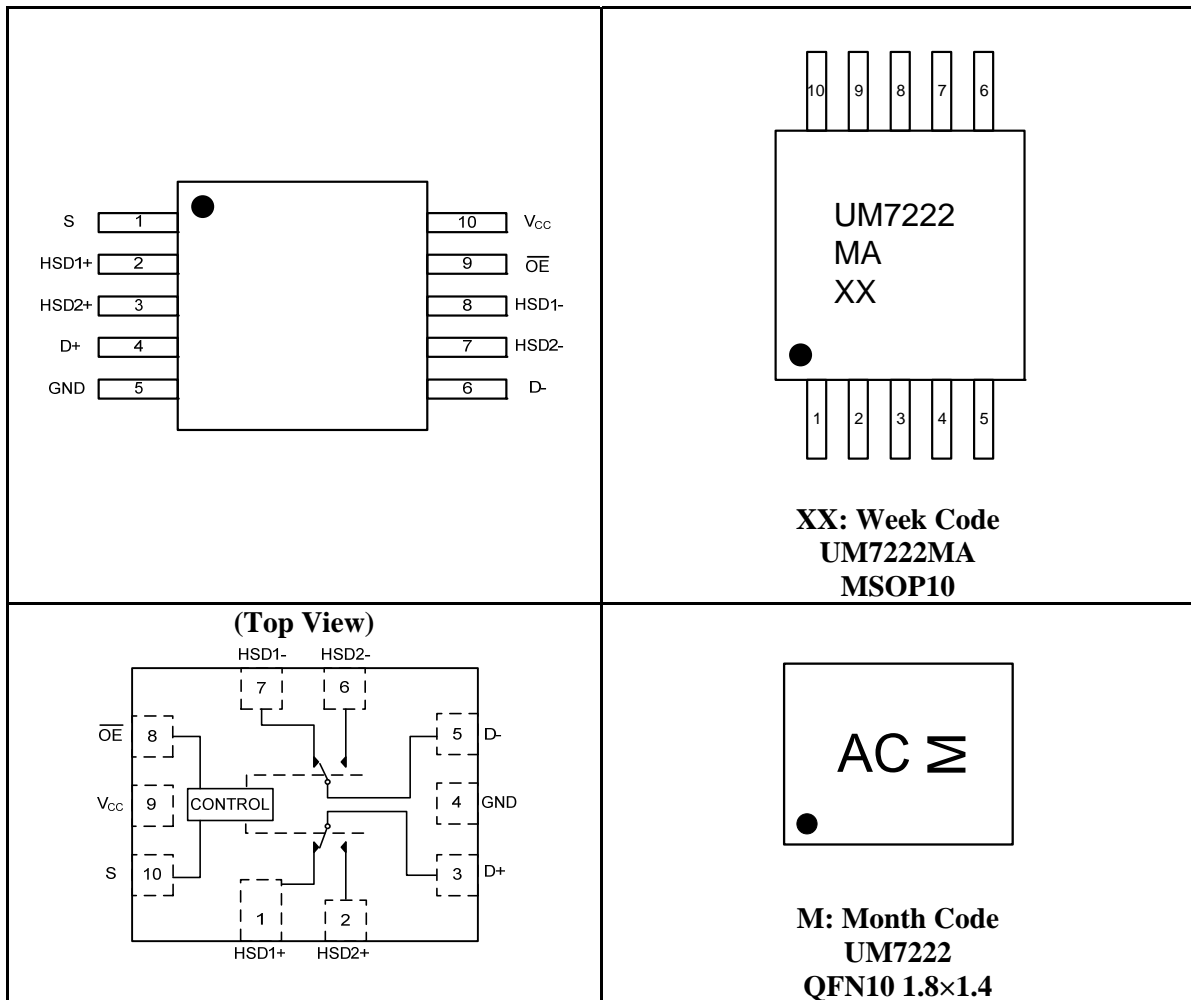 S 1 10 VCC
HSD1+ 2 9 OE
HSD2+ 3 8 HSD1-
D+ 4 7 HSD2-
GND 5 6 D-
10 9 8 7 6
UM7222
MA
XX
1 2 3 4 5
XX: Week Code
UM7222MA
MSOP10
(Top View)
HSD1- HSD2-
7 6
OE 8 5 D-
VCC 9 CONTROL 4 GND
S 10 3 D+
1 2
HSD1+ HSD2+
AC M
M: Month Code
UM7222
QFN10 1.8×1.4